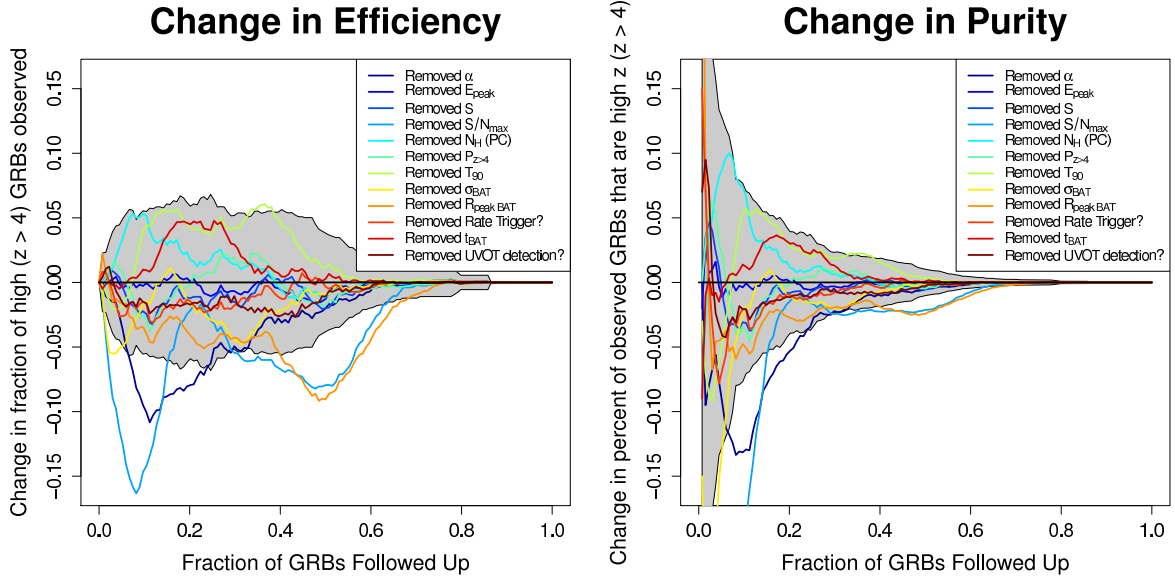 Change in Efficiency
Change in fraction of high (z > 4) GRBs observed
0.15
0.10
0.05
0.00
−0.05
−0.10
−0.15
Removed α
Removed E_peak
Removed S
Removed S/N_max
Removed N_H (PC)
Removed P_z>4
Removed T_90
Removed σ_BAT
Removed R_peak BAT
Removed Rate Trigger?
Removed t_BAT
Removed UVOT detection?
0.0 0.2 0.4 0.6 0.8 1.0
Fraction of GRBs Followed Up
Change in Purity
Change in percent of observed GRBs that are high z (z > 4)
0.15
0.10
0.05
0.00
−0.05
−0.10
−0.15
Removed α
Removed E_peak
Removed S
Removed S/N_max
Removed N_H (PC)
Removed P_z>4
Removed T_90
Removed σ_BAT
Removed R_peak BAT
Removed Rate Trigger?
Removed t_BAT
Removed UVOT detection?
0.0 0.2 0.4 0.6 0.8 1.0
Fraction of GRBs Followed Up